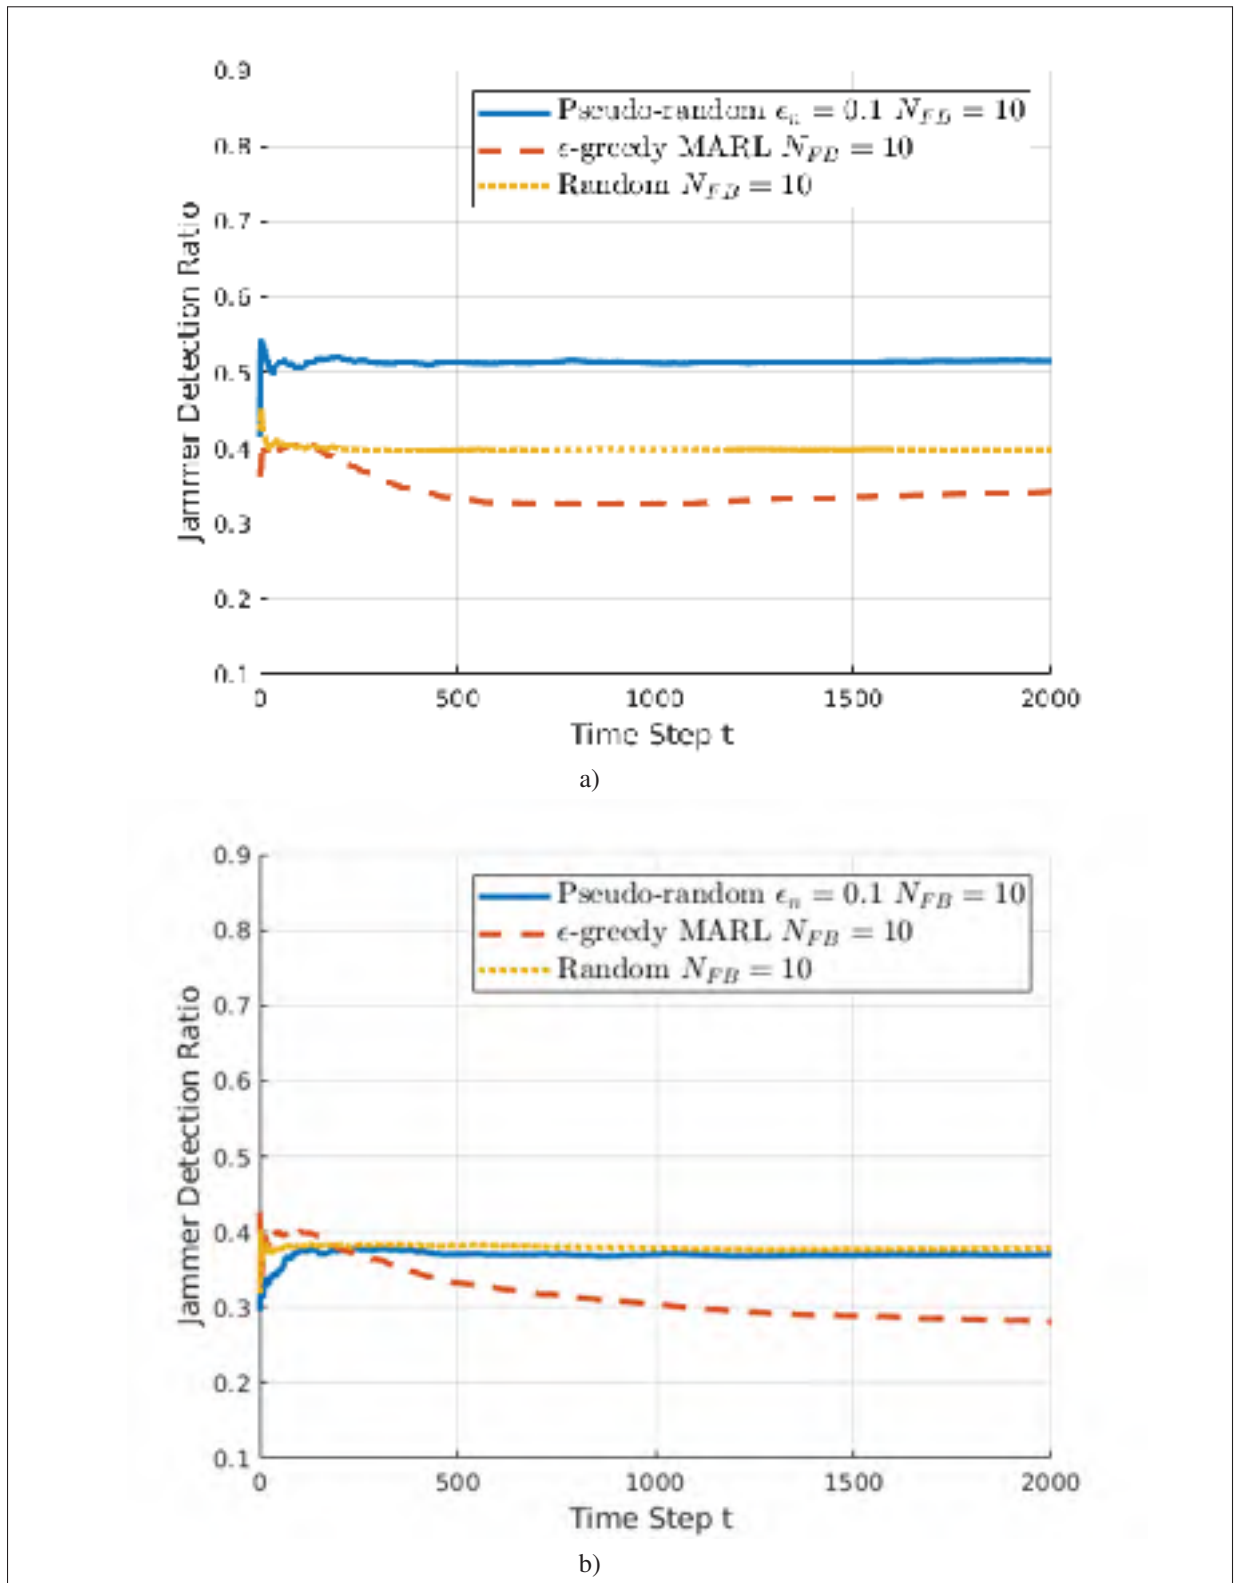 0.9
0.8
0.7
0.6
0.5
0.4
0.3
0.2
0.1
Jammer Detection Ratio
Pseudo-random ϵₙ = 0.1 N_FB = 10
ϵ-greedy MARL N_FB = 10
Random N_FB = 10
0 500 1000 1500 2000
Time Step t
a)
0.9
0.8
0.7
0.6
0.5
0.4
0.3
0.2
0.1
Jammer Detection Ratio
Pseudo-random ϵₙ = 0.1 N_FB = 10
ϵ-greedy MARL N_FB = 10
Random N_FB = 10
0 500 1000 1500 2000
Time Step t
b)